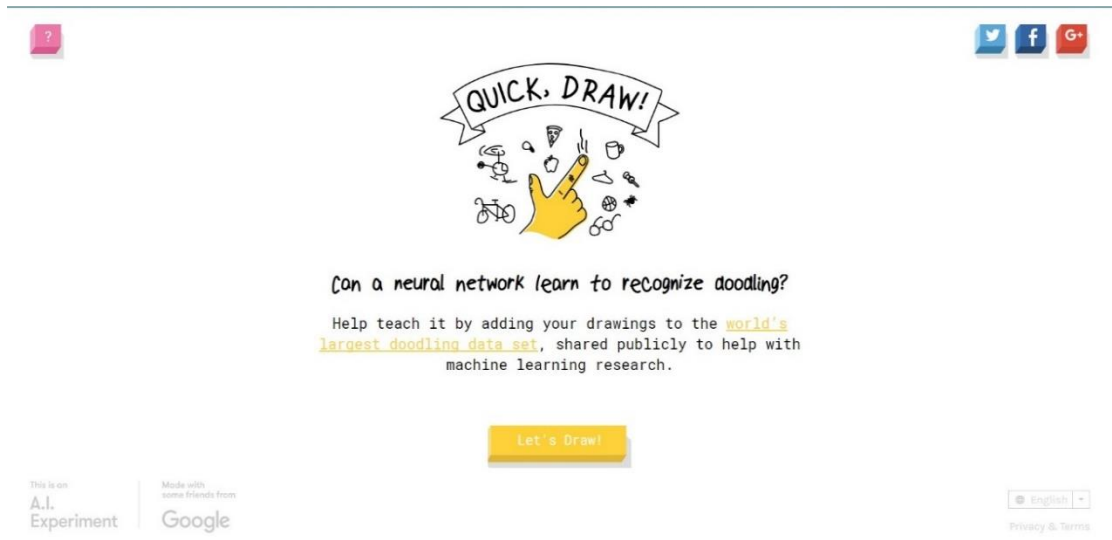 ?
f
G+
QUICK, DRAW!
Can a neural network learn to recognize doodling?
Help teach it by adding your drawings to the world's
largest doodling data set, shared publicly to help with
machine learning research.
Let's Draw!
This is an
A.I.
Experiment
Made with
some friends from
Google
English
Privacy & Terms